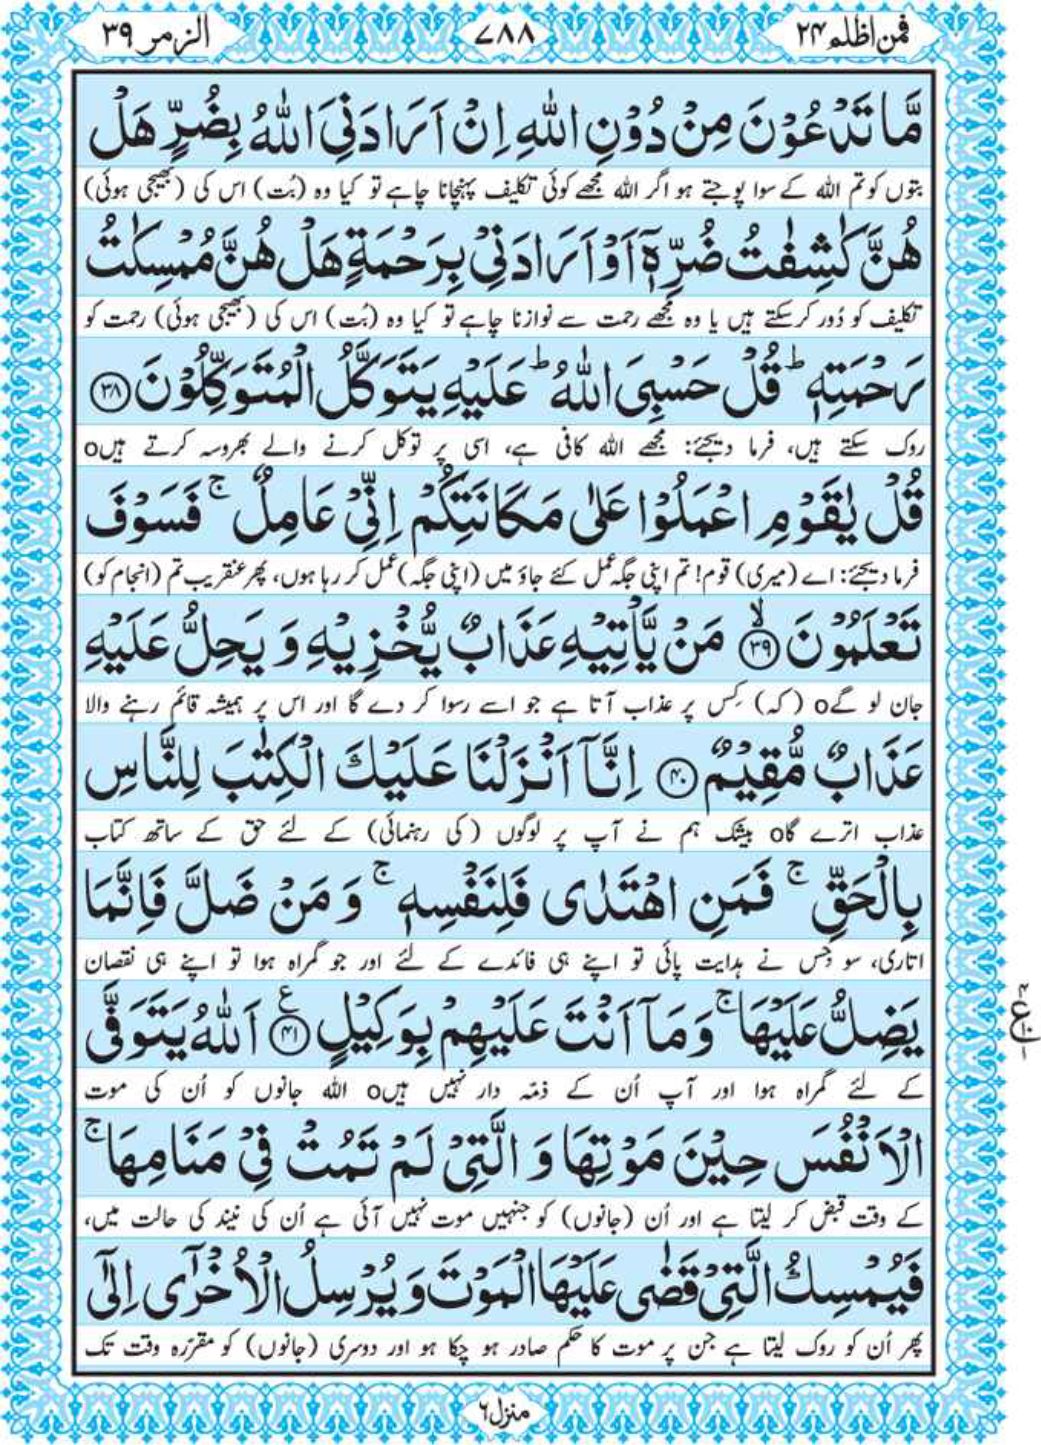 فمن اظلم ۲۴
۷۸۸
الزمر ۳۹
مَّا تَدْعُوْنَ مِنْ دُوْنِ اللّٰهِ اِنْ اَرَادَنِیَ اللّٰهُ بِضُرٍّ هَلْ
بتوں کو تم اللہ کے سوا پوجتے ہو اگر اللہ مجھے کوئی تکلیف پہنچانا چاہے تو کیا وہ (بُت) اس کی (بھیجی ہوئی)
هُنَّ كٰشِفٰتُ ضُرِّهٖۤ اَوْ اَرَادَنِیْ بِرَحْمَةٍ هَلْ هُنَّ مُمْسِكٰتُ
تکلیف کو دُور کرسکتے ہیں یا وہ مجھے رحمت سے نوازنا چاہے تو کیا وہ (بُت) اس کی (بھیجی ہوئی) رحمت کو
رَحْمَتِهٖ ؕ قُلْ حَسْبِیَ اللّٰهُ ؕ عَلَیْهِ یَتَوَكَّلُ الْمُتَوَكِّلُوْنَ ﴿۳۸﴾
روک سکتے ہیں، فرما دیجئے: مجھے اللہ کافی ہے، اسی پر توکل کرنے والے بھروسہ کرتے ہیںo
قُلْ یٰقَوْمِ اعْمَلُوْا عَلٰی مَكَانَتِكُمْ اِنِّیْ عَامِلٌ ۚ فَسَوْفَ
فرما دیجئے: اے (میری) قوم! تم اپنی جگہ عمل کئے جاؤ میں (اپنی جگہ) عمل کر رہا ہوں، پھر عنقریب تم (انجام کو)
تَعْلَمُوْنَ ﴿ۙ۳۹﴾ مَنْ یَّاْتِیْهِ عَذَابٌ یُّخْزِیْهِ وَ یَحِلُّ عَلَیْهِ
جان لو گےo (کہ) کِس پر عذاب آتا ہے جو اسے رسوا کر دے گا اور اس پر ہمیشہ قائم رہنے والا
عَذَابٌ مُّقِیْمٌ ﴿۴۰﴾ اِنَّاۤ اَنْزَلْنَا عَلَیْكَ الْكِتٰبَ لِلنَّاسِ
عذاب اترے گاo بیشک ہم نے آپ پر لوگوں (کی رہنمائی) کے لئے حق کے ساتھ کتاب
بِالْحَقِّ ۚ فَمَنِ اهْتَدٰی فَلِنَفْسِهٖ ۚ وَ مَنْ ضَلَّ فَاِنَّمَا
اتاری، سو جس نے ہدایت پائی تو اپنے ہی فائدے کے لئے اور جو گمراہ ہوا تو اپنے ہی نقصان
یَضِلُّ عَلَیْهَا ۚ وَ مَاۤ اَنْتَ عَلَیْهِمْ بِوَكِیْلٍ ﴿۴۱﴾ع اَللّٰهُ یَتَوَفَّی
کے لئے گمراہ ہوا اور آپ اُن کے ذمّہ دار نہیں ہیںo اللہ جانوں کو اُن کی موت
الْاَنْفُسَ حِیْنَ مَوْتِهَا وَ الَّتِیْ لَمْ تَمُتْ فِیْ مَنَامِهَا ۚ
کے وقت قبض کر لیتا ہے اور اُن (جانوں) کو جنہیں موت نہیں آئی ہے اُن کی نیند کی حالت میں،
فَیُمْسِكُ الَّتِیْ قَضٰی عَلَیْهَا الْمَوْتَ وَ یُرْسِلُ الْاُخْرٰۤی اِلٰۤی
پھر اُن کو روک لیتا ہے جن پر موت کا حکم صادر ہو چکا ہو اور دوسری (جانوں) کو مقررّہ وقت تک
منزل ۶